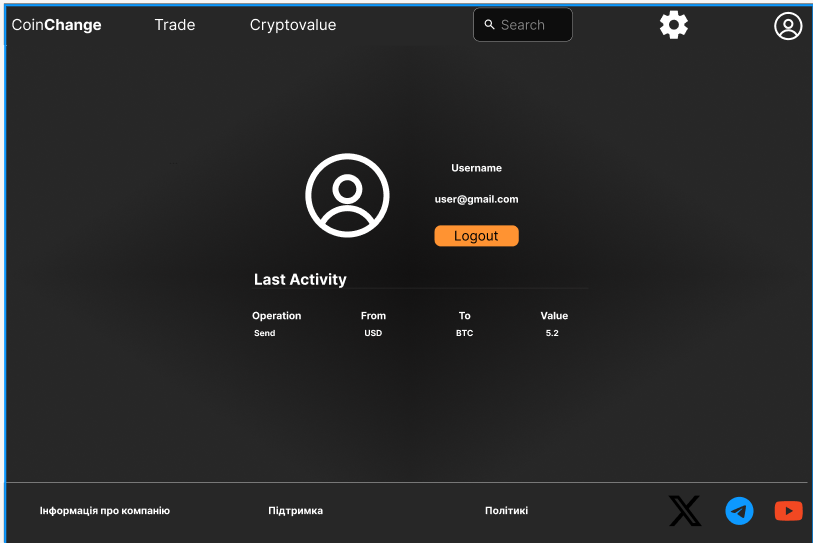 CoinChange Trade Cryptovalue Search
Username
user@gmail.com
Logout
Last Activity
Operation From To Value
Send USD BTC 5.2
Інформація про компанію Підтримка Політикі